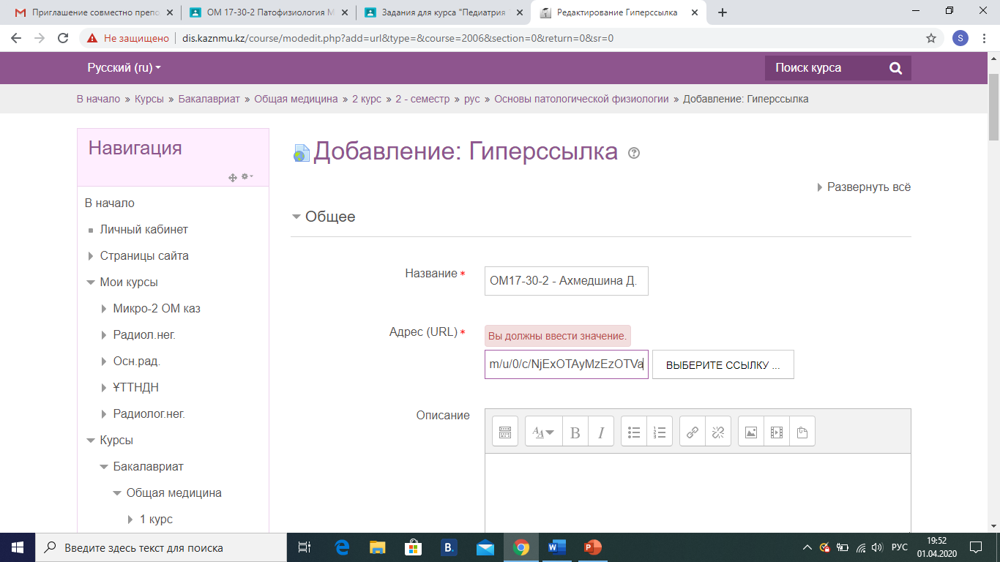 Приглашение совместно препо
ОМ 17-30-2 Патофизиология М
Задания для курса "Педиатрия
Редактирование Гиперссылка
Не защищено
dis.kaznmu.kz/course/modedit.php?add=url&type=&course=2006&section=0&return=0&sr=0
S
Русский (ru)
Поиск курса
В начало » Курсы » Бакалавриат » Общая медицина » 2 курс » 2 - семестр » рус » Основы патологической физиологии » Добавление: Гиперссылка
Навигация
В начало
Личный кабинет
Страницы сайта
Мои курсы
Микро-2 ОМ каз
Радиол.нег.
Осн.рад.
ҰТТНДН
Радиолог.нег.
Курсы
Бакалавриат
Общая медицина
1 курс
Добавление: Гиперссылка
Развернуть всё
Общее
Название *
ОМ17-30-2 - Ахмедшина Д.
Адрес (URL) *
Вы должны ввести значение.
m/u/0/c/NjExOTAyMzEzOTVa
ВЫБЕРИТЕ ССЫЛКУ ...
Описание
B I
Введите здесь текст для поиска
B.
РУС
19:52
01.04.2020